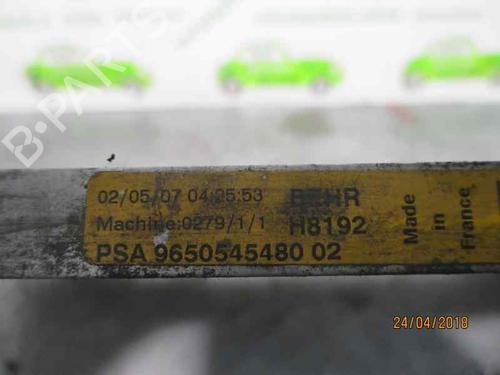 B-PARTS
02/05/07 04:25:53 BEHR
Machine:0279/1/1 H8192
PSA 9650545480 02
Made
in
France
24/04/2018